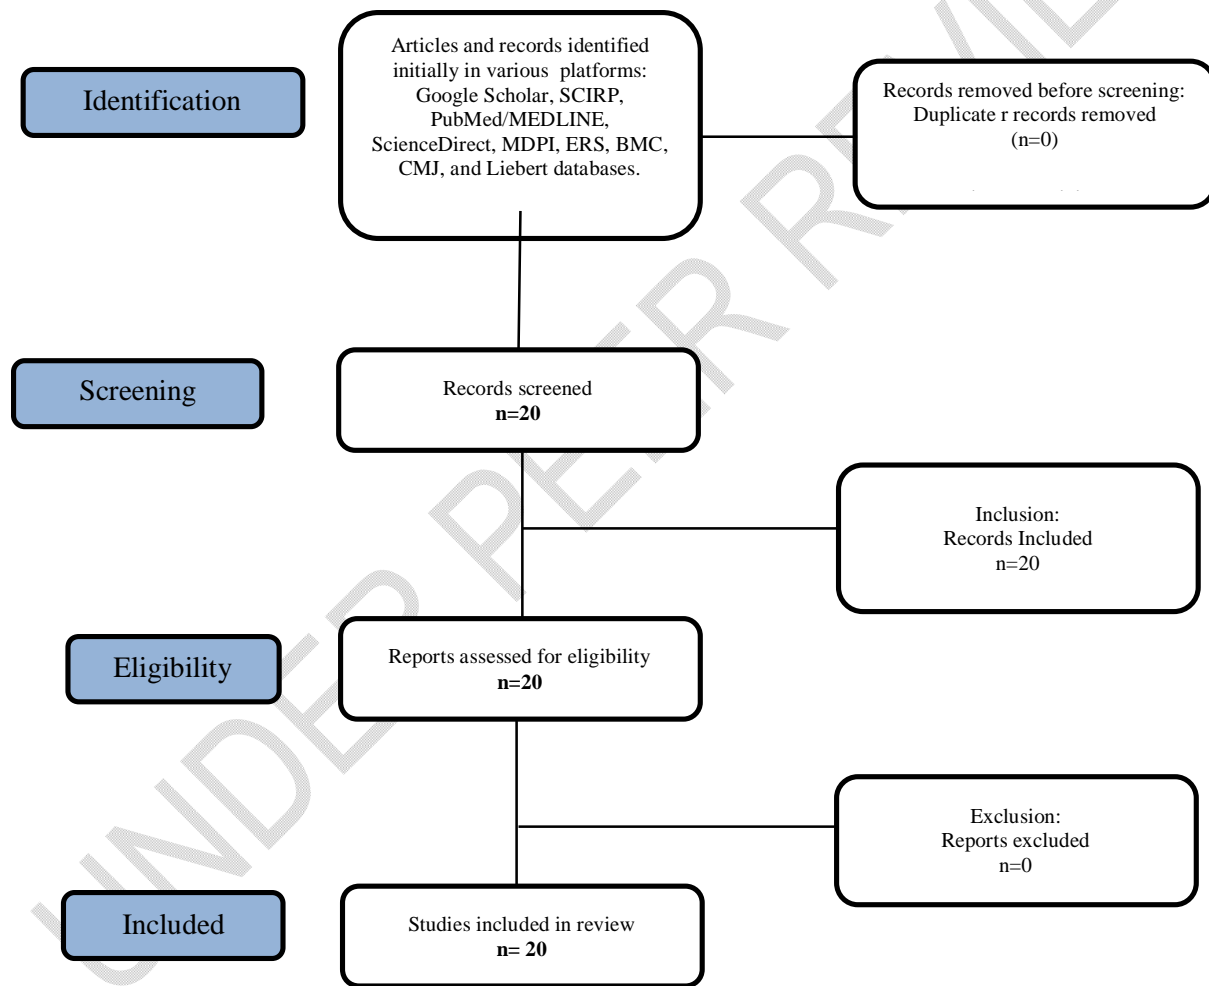 Identification
Articles and records identified
initially in various platforms:
Google Scholar, SCIRP,
PubMed/MEDLINE,
ScienceDirect, MDPI, ERS, BMC,
CMJ, and Liebert databases.
Records removed before screening:
Duplicate r records removed
(n=0)
Screening
Records screened
n=20
Inclusion:
Records Included
n=20
Eligibility
Reports assessed for eligibility
n=20
Exclusion:
Reports excluded
n=0
Included
Studies included in review
n= 20
UNDER PEER REVIE